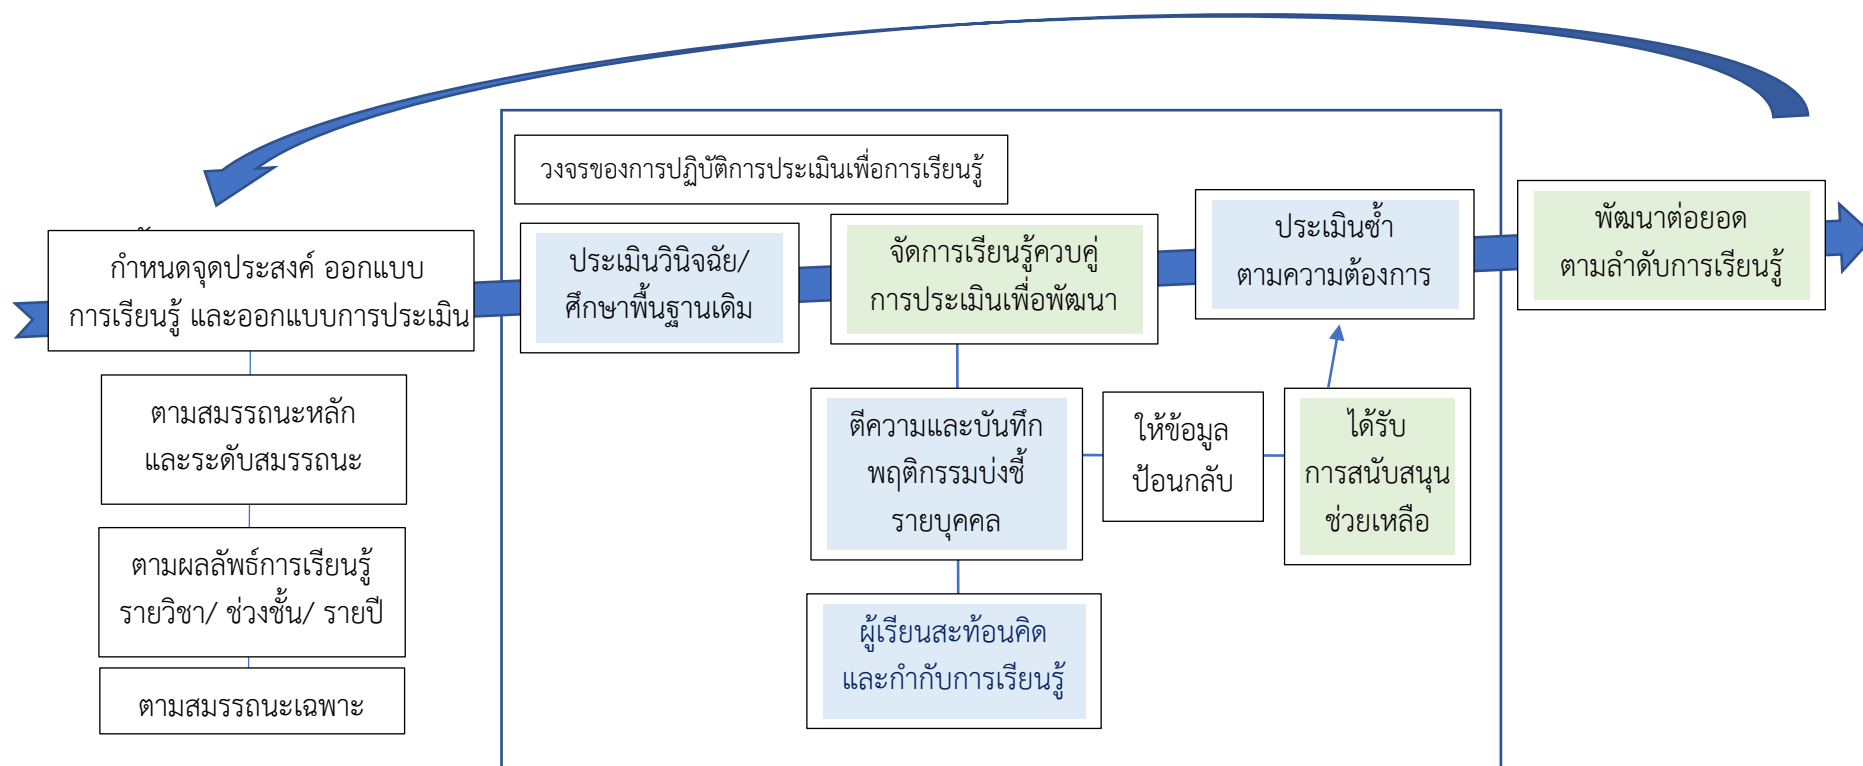 วงจรของการปฏิบัติการประเมินเพื่อการเรียนรู้
กำหนดจุดประสงค์ ออกแบบ
การเรียนรู้ และออกแบบการประเมิน
ตามสมรรถนะหลัก
และระดับสมรรถนะ
ตามผลลัพธ์การเรียนรู้
รายวิชา/ ช่วงชั้น/ รายปี
ตามสมรรถนะเฉพาะ
ประเมินวินิจฉัย/
ศึกษาพื้นฐานเดิม
จัดการเรียนรู้ควบคู่
การประเมินเพื่อพัฒนา
ประเมินซ้ำ
ตามความต้องการ
พัฒนาต่อยอด
ตามลำดับการเรียนรู้
ตีความและบันทึก
พฤติกรรมบ่งชี้
รายบุคคล
ให้ข้อมูล
ป้อนกลับ
ได้รับ
การสนับสนุน
ช่วยเหลือ
ผู้เรียนสะท้อนคิด
และกำกับการเรียนรู้